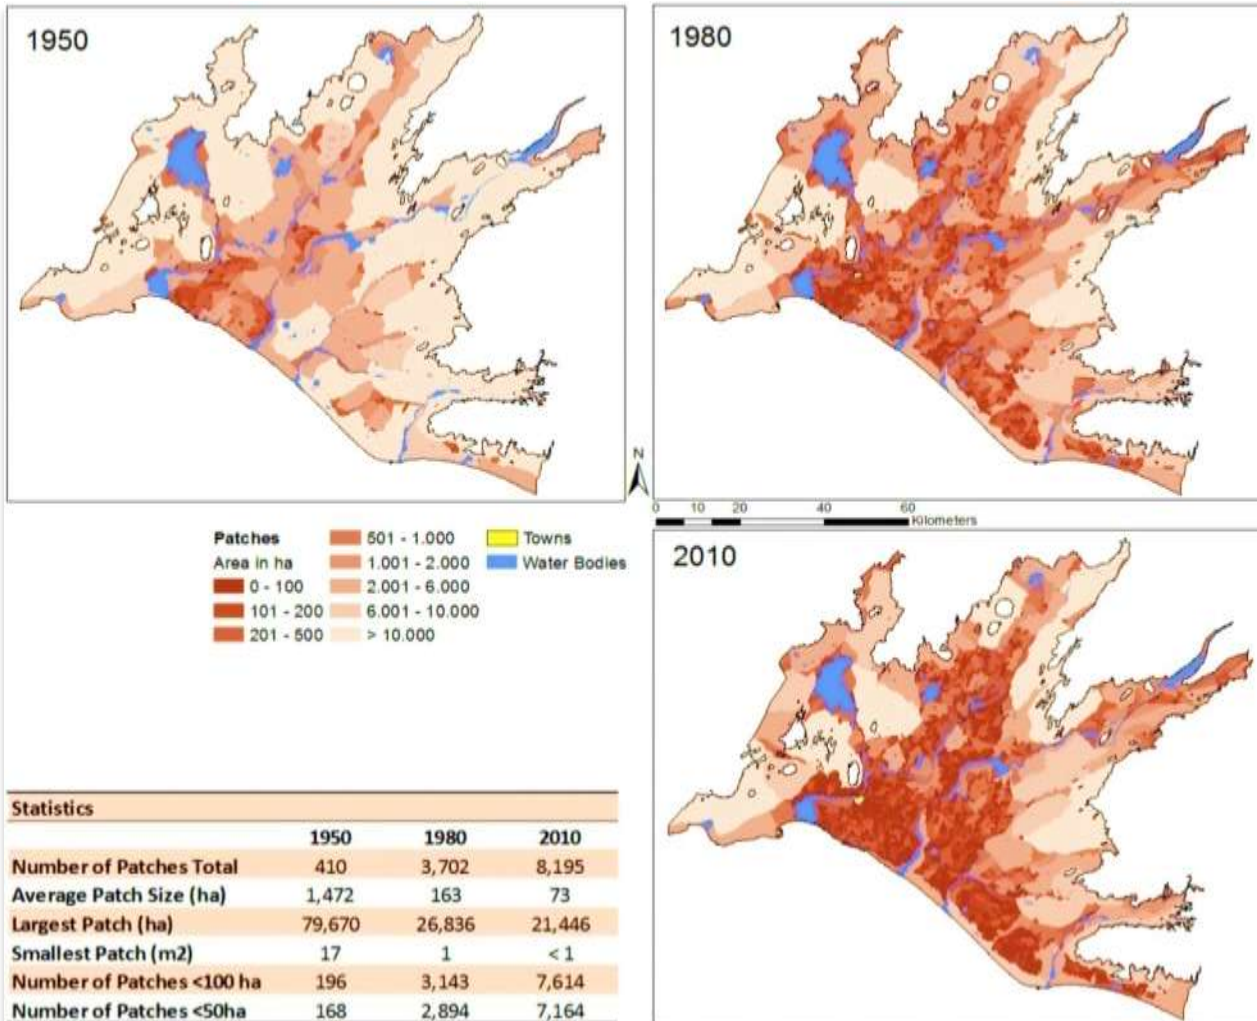 1950
1980
N
0 10 20 40 60
Kilometers
Patches
Area in ha
0 - 100
101 - 200
201 - 500
501 - 1.000
1.001 - 2.000
2.001 - 6.000
6.001 - 10.000
> 10.000
Towns
Water Bodies
2010
Statistics
1950 1980 2010
Number of Patches Total 410 3,702 8,195
Average Patch Size (ha) 1,472 163 73
Largest Patch (ha) 79,670 26,836 21,446
Smallest Patch (m2) 17 1 < 1
Number of Patches <100 ha 196 3,143 7,614
Number of Patches <50ha 168 2,894 7,164